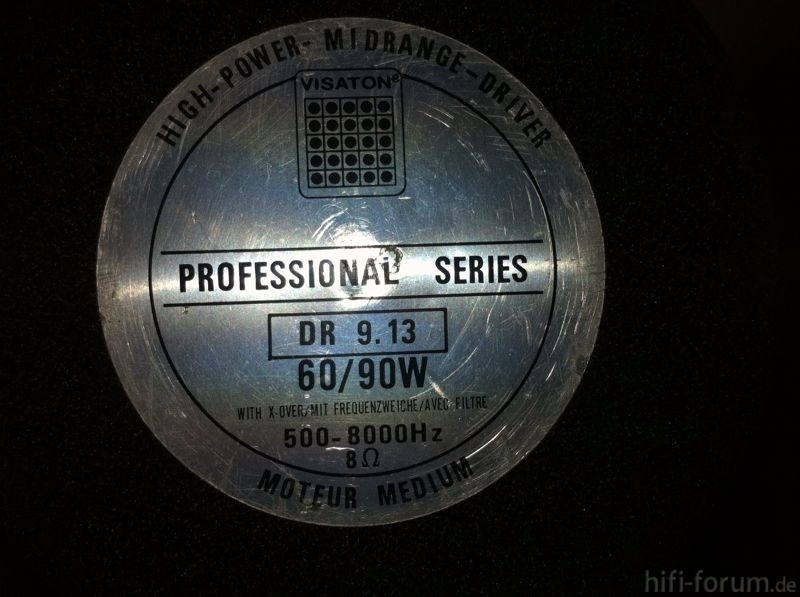 HIGH-POWER-MIDRANGE-DRIVER
VISATON®
PROFESSIONAL SERIES
DR 9.13
60/90W
WITH X-OVER/MIT FREQUENZWEICHE/AVEC FILTRE
500-8000Hz
8Ω
MOTEUR MEDIUM
hifi-forum.de